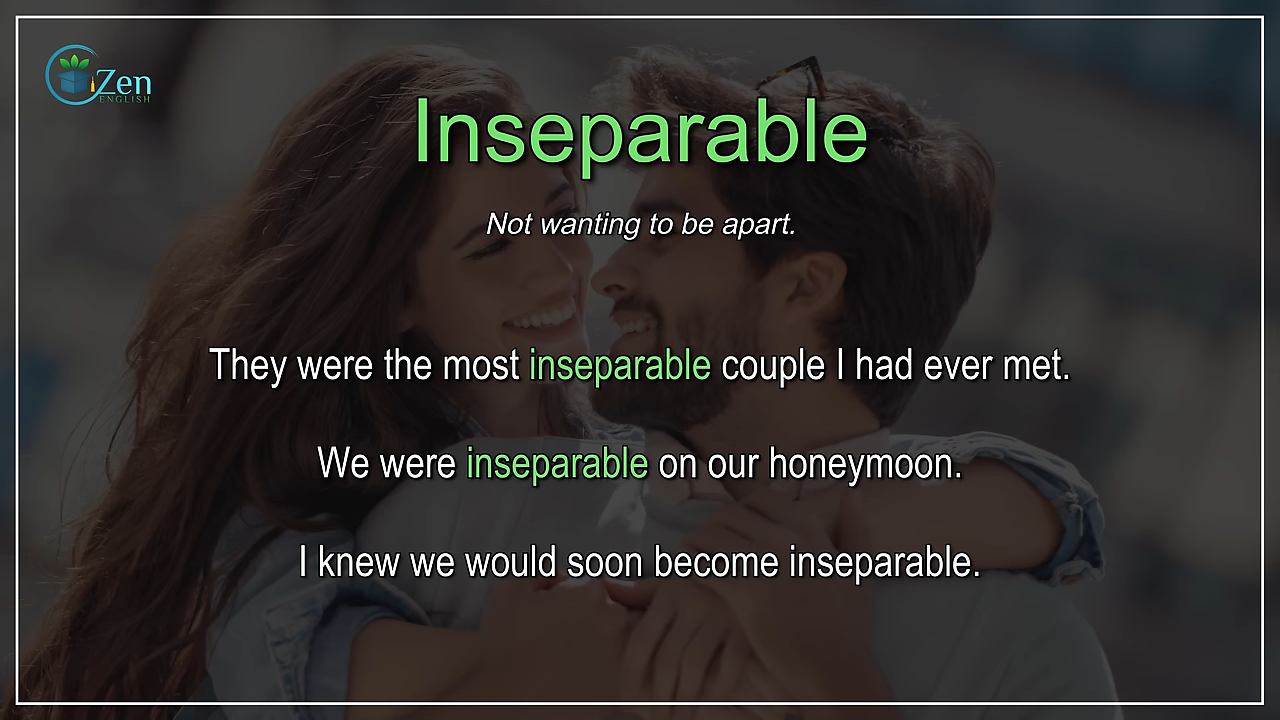 Zen
ENGLISH
Inseparable
Not wanting to be apart.
They were the most inseparable couple I had ever met.
We were inseparable on our honeymoon.
I knew we would soon become inseparable.